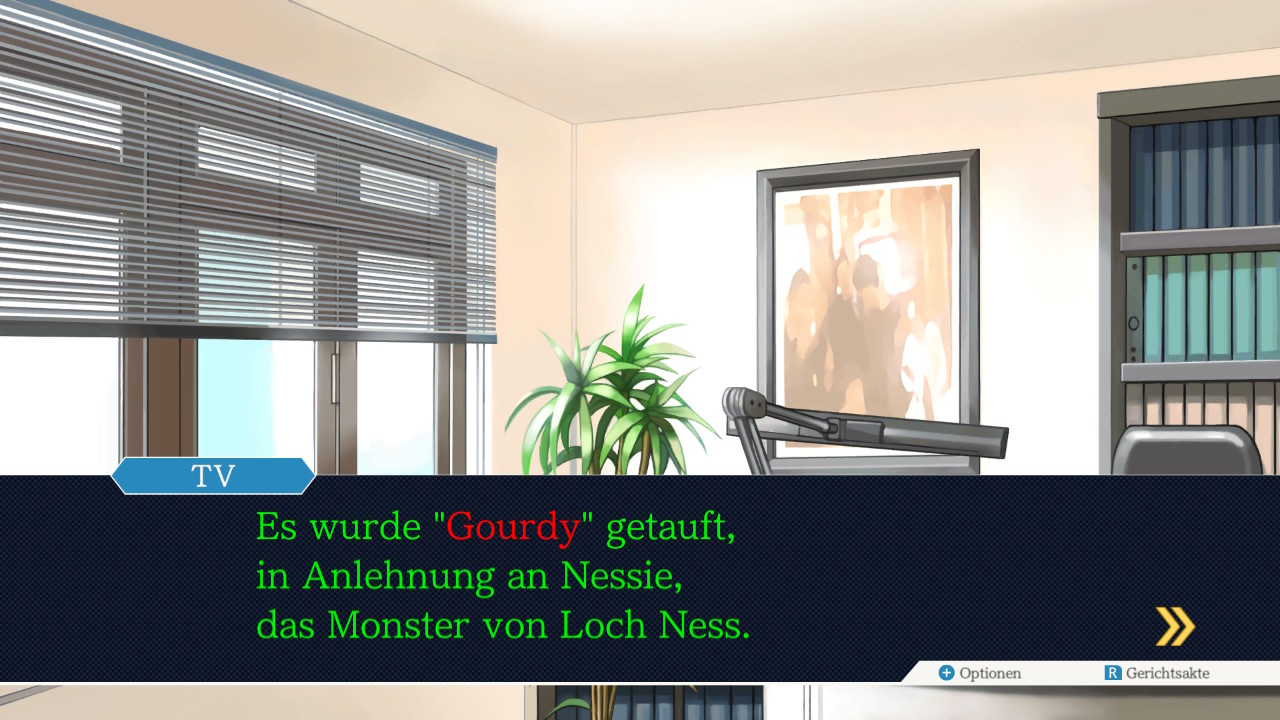 TV
Es wurde "Gourdy" getauft,
in Anlehnung an Nessie,
das Monster von Loch Ness.
+ Optionen
R Gerichtsakte